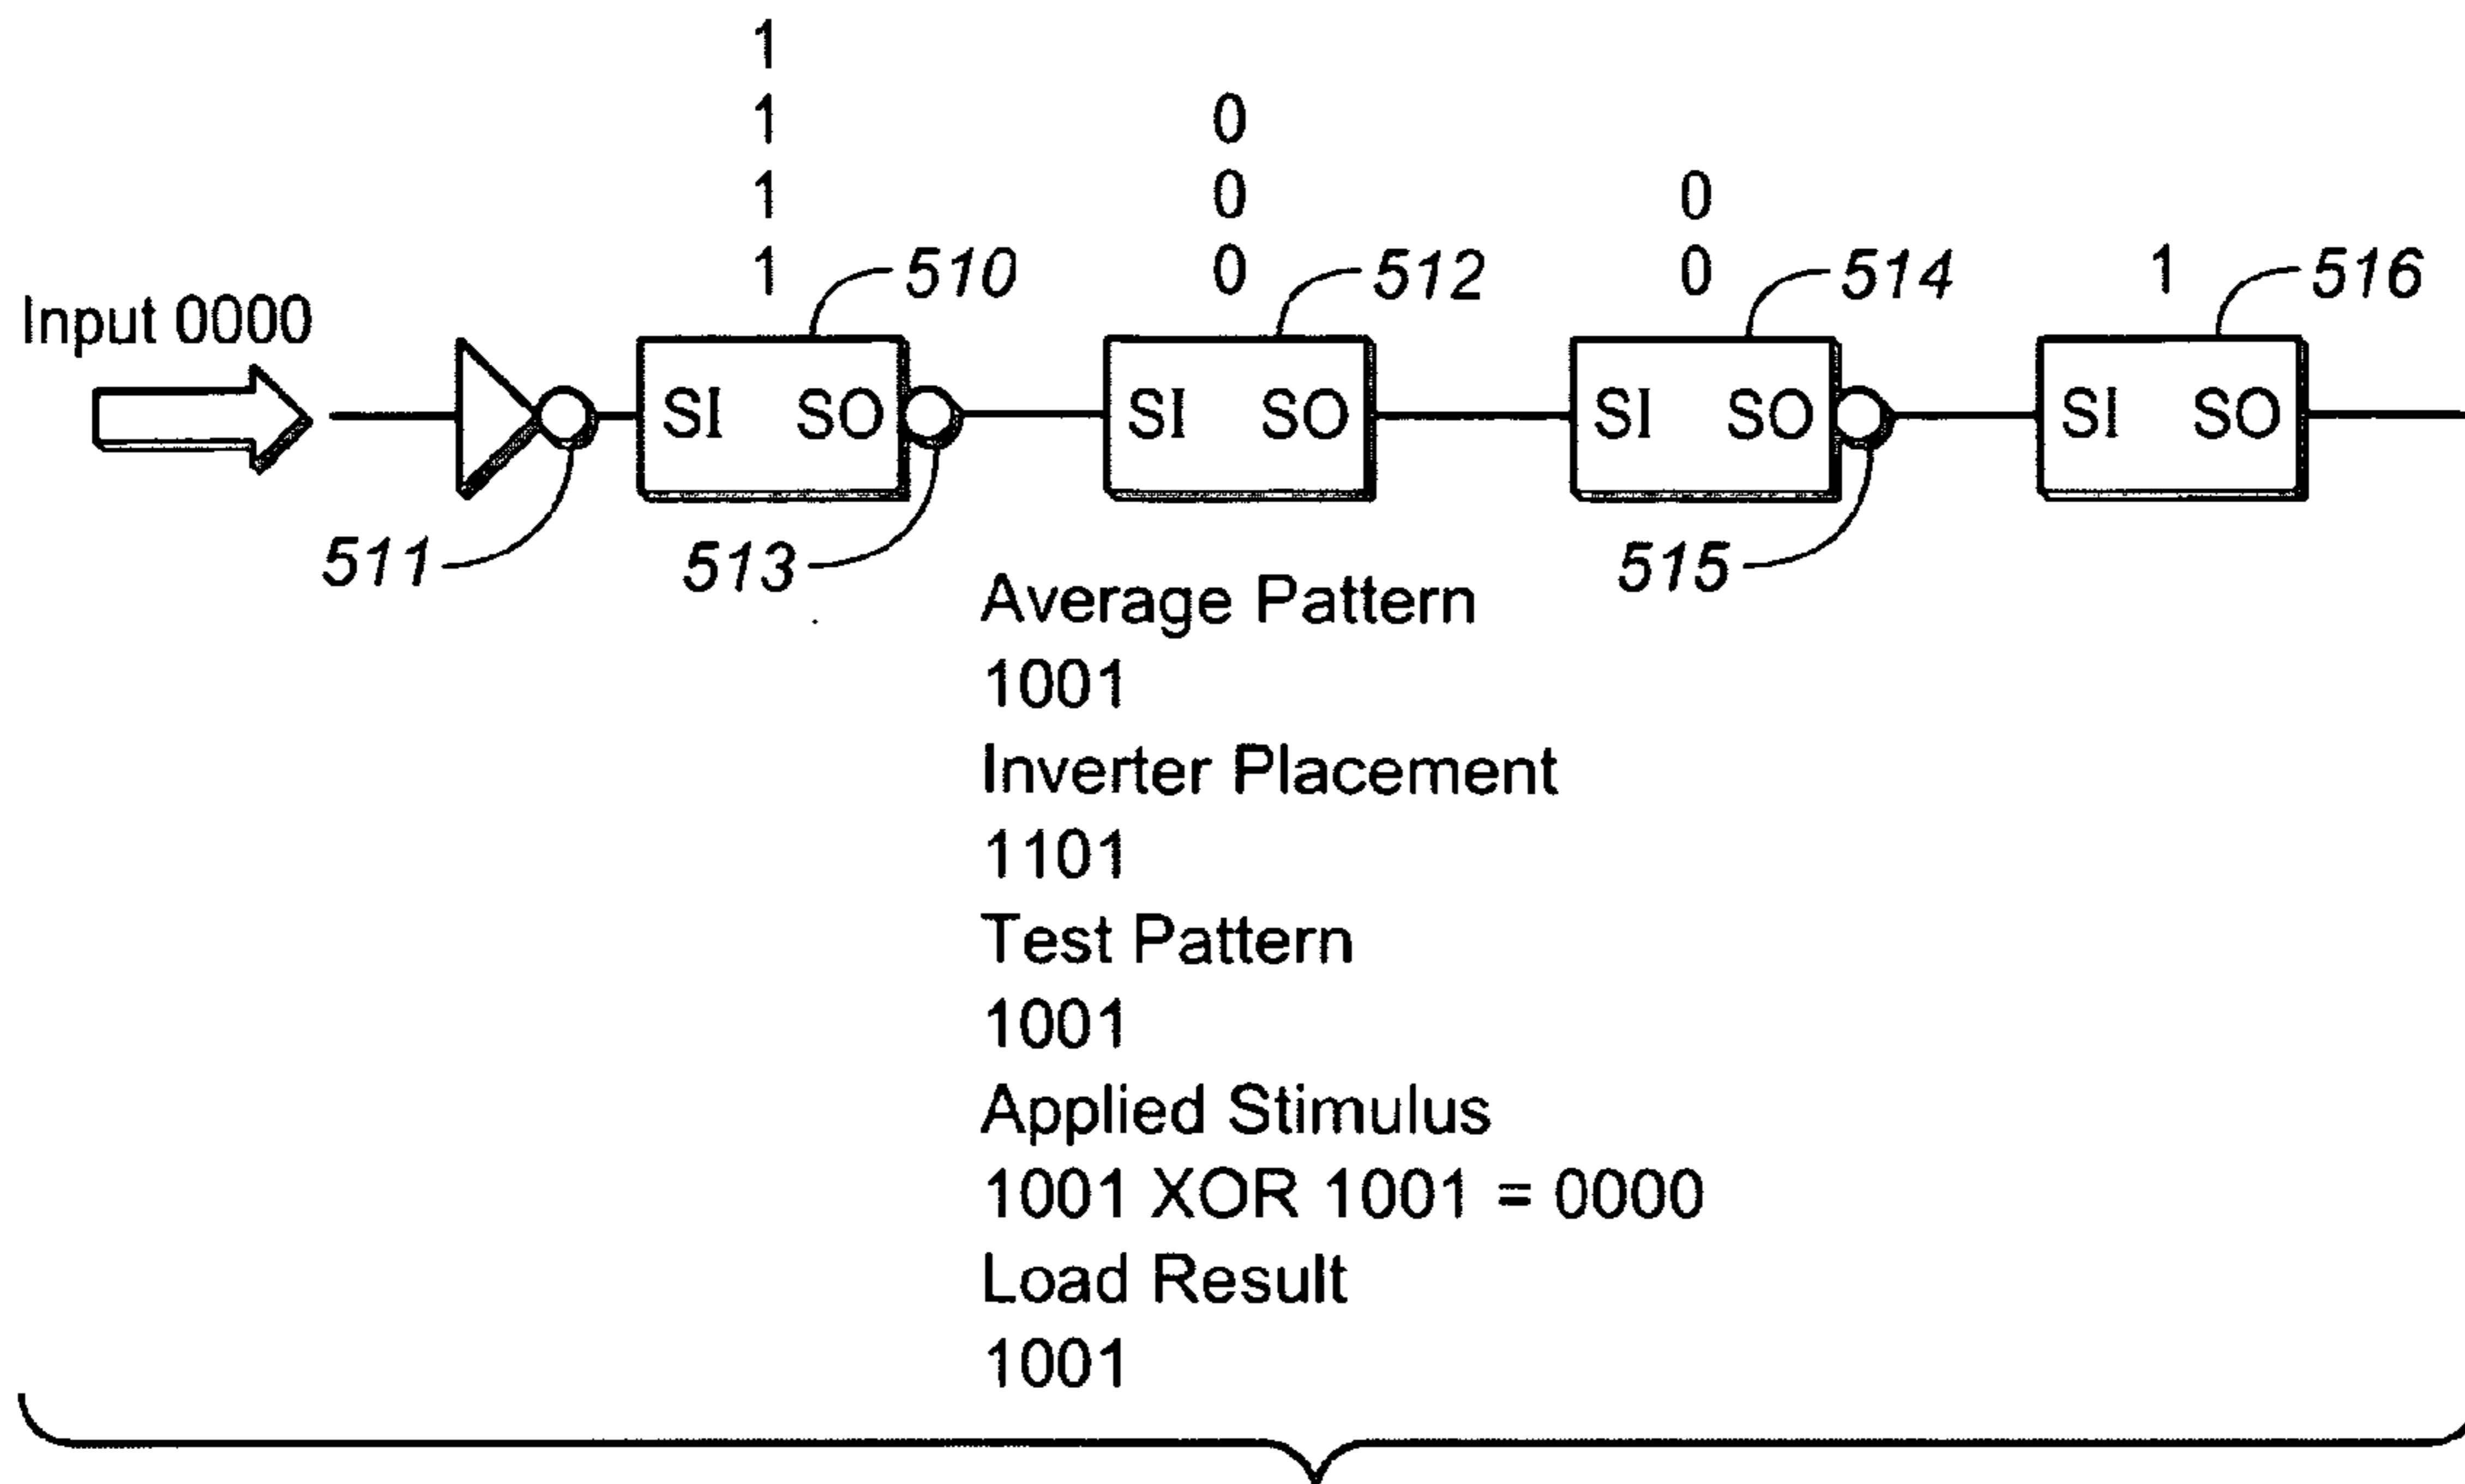 1
1 0
1 0 0
1 510 0 512 0 514 1 516
Input 0000
SI SO SI SO SI SO SI SO
511 513 515
Average Pattern
1001
Inverter Placement
1101
Test Pattern
1001
Applied Stimulus
1001 XOR 1001 = 0000
Load Result
1001